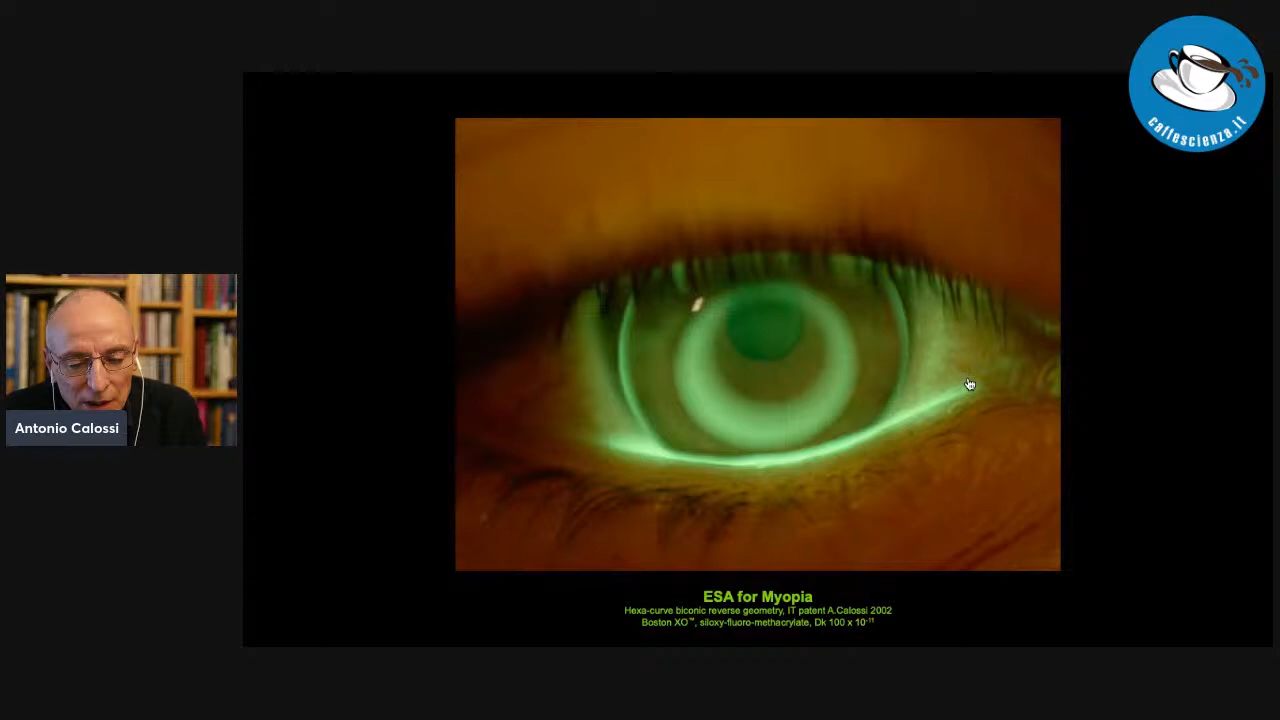 caffescienza.it
Antonio Calossi
ESA for Myopia
Hexa-curve biconic reverse geometry, IT patent A.Calossi 2002
Boston XO™, siloxy-fluoro-methacrylate, Dk 100 x 10⁻¹¹